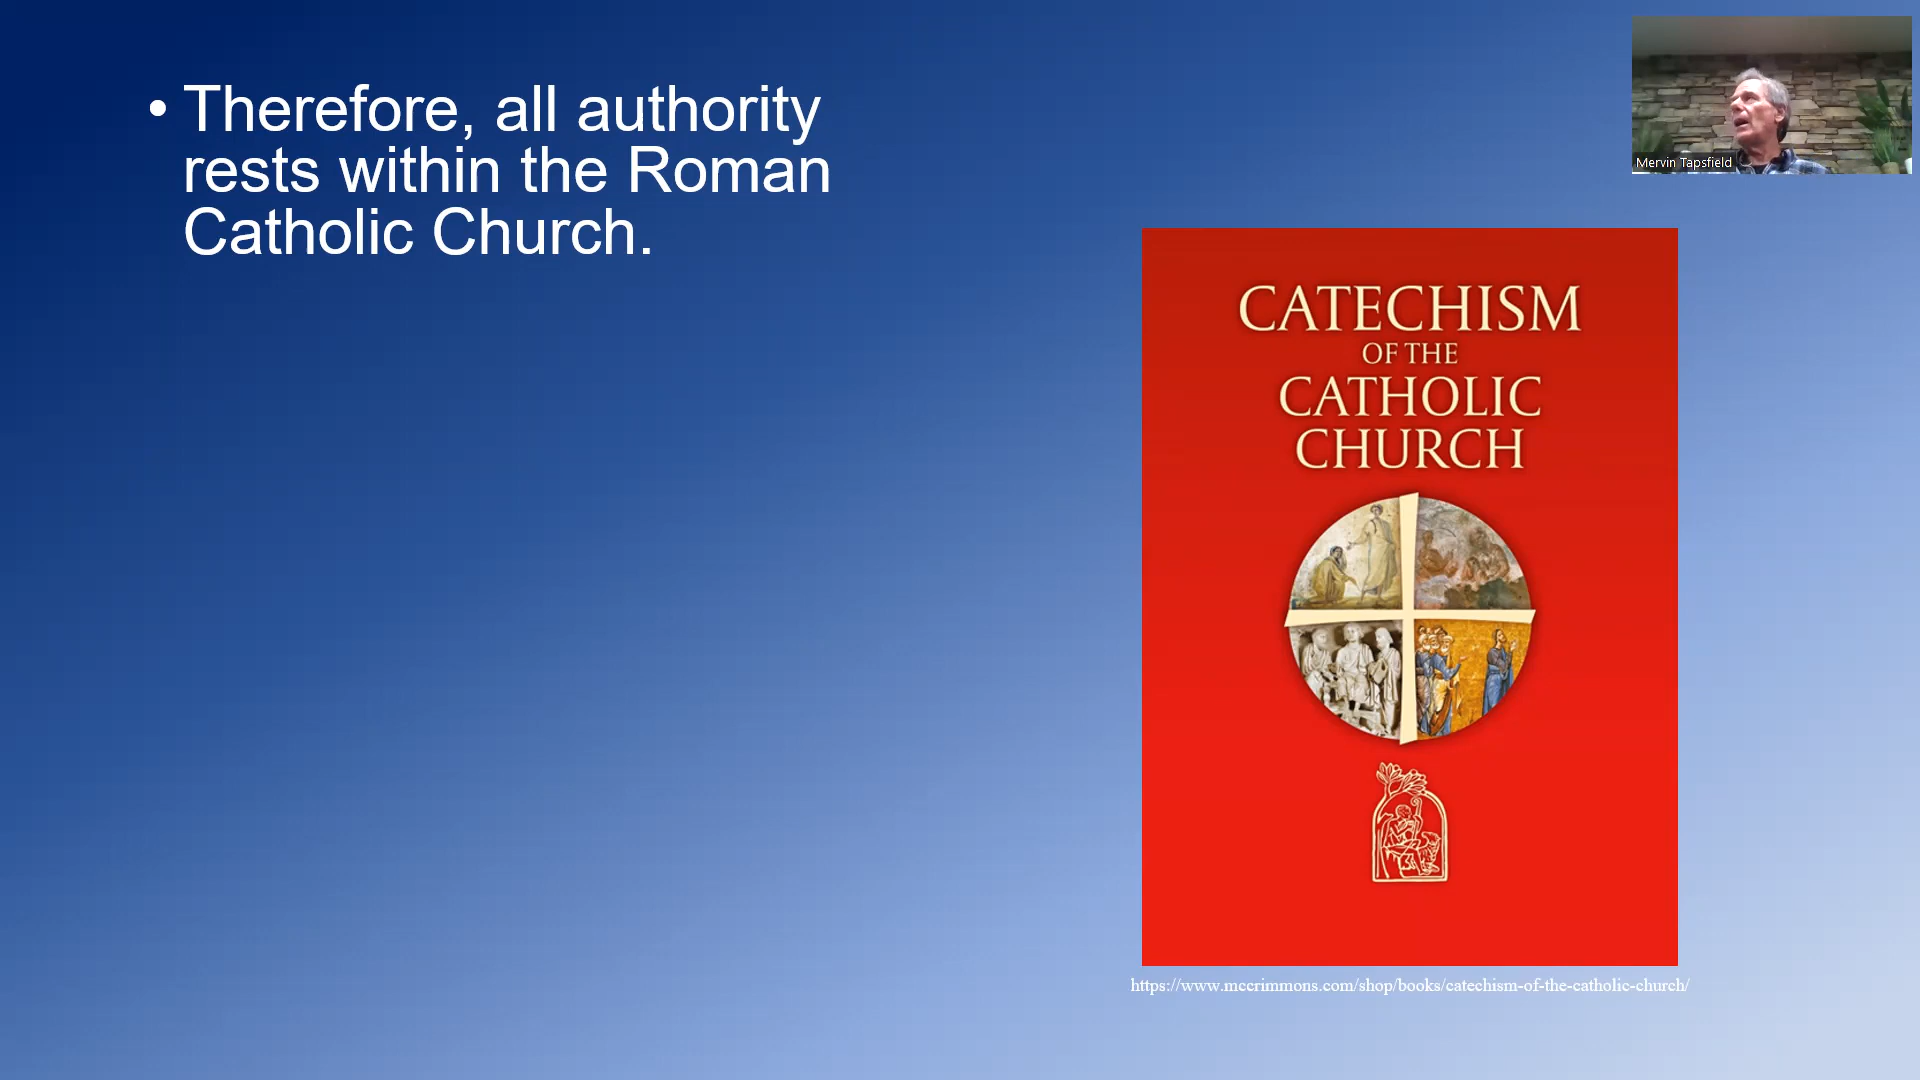 • Therefore, all authority
rests within the Roman
Catholic Church.
Mervin Tapsfield
CATECHISM
OF THE
CATHOLIC
CHURCH
https://www.mccrimmons.com/shop/books/catechism-of-the-catholic-church/